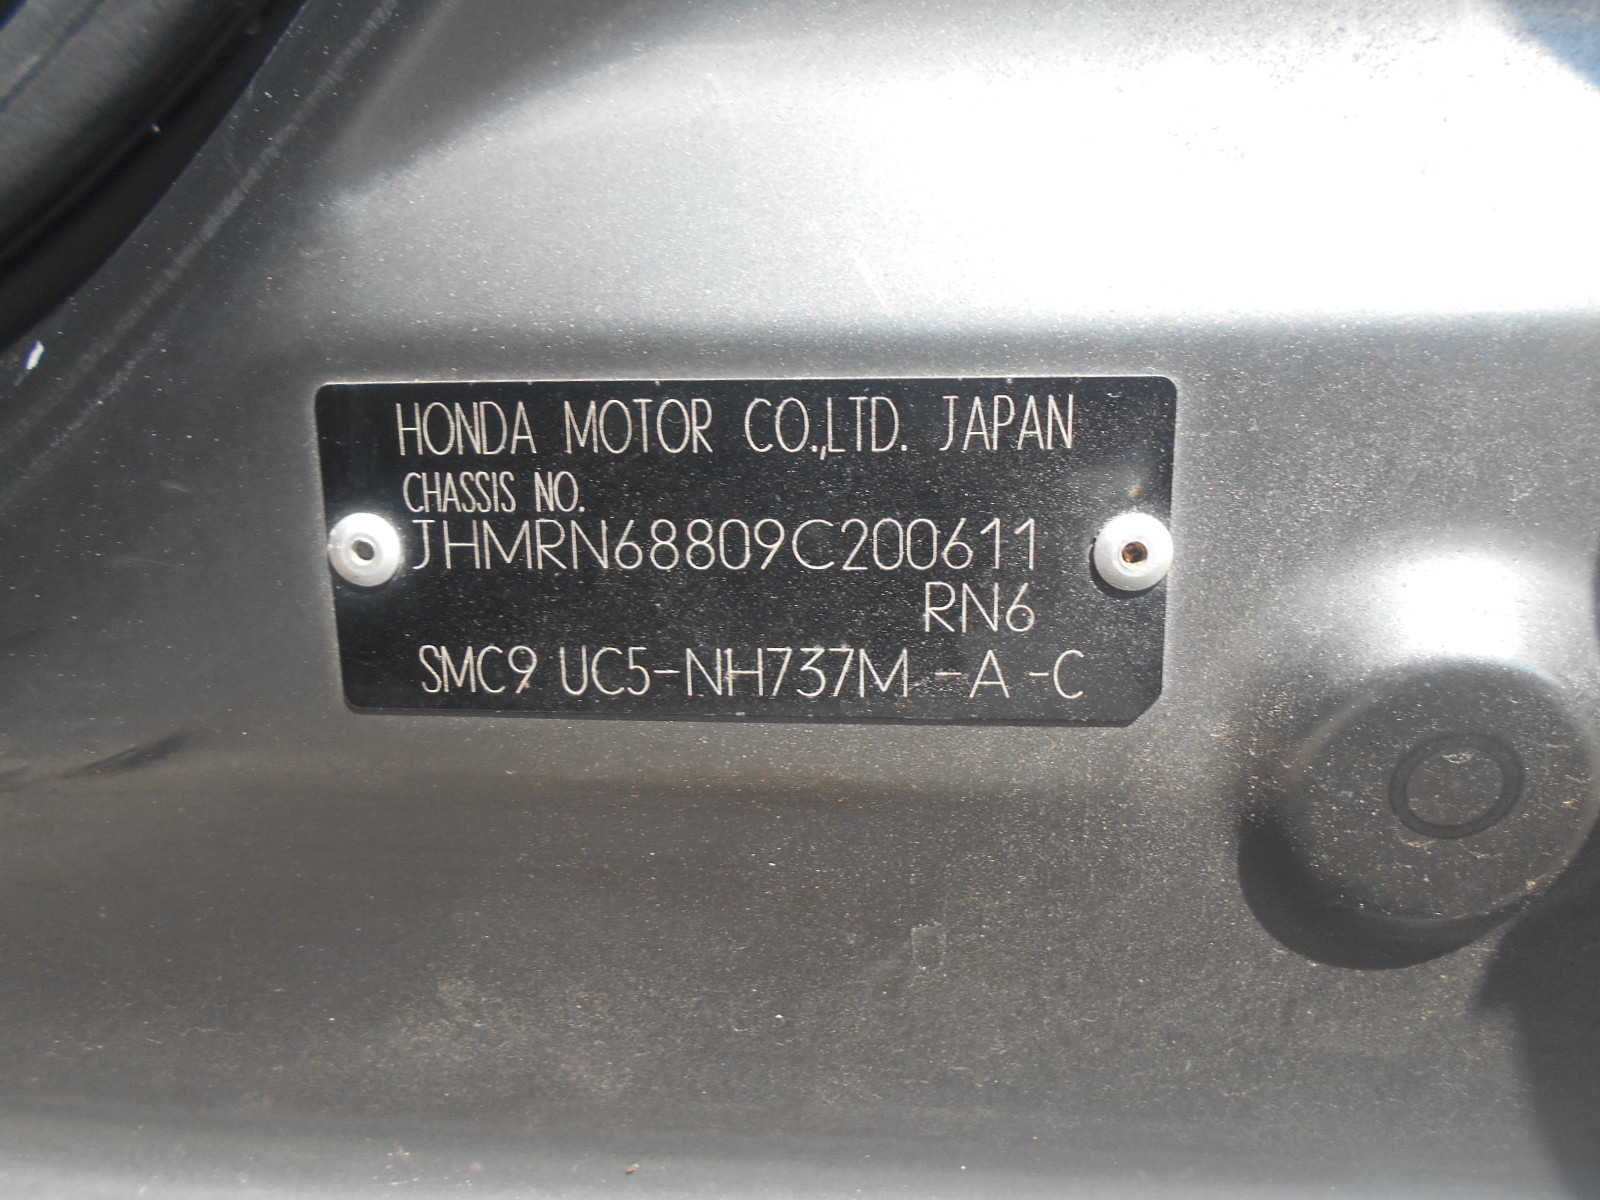 HONDA MOTOR CO.,LTD. JAPAN
CHASSIS NO.
JHMRN68809C200611
RN6
SMC9 UC5-NH737M -A -C